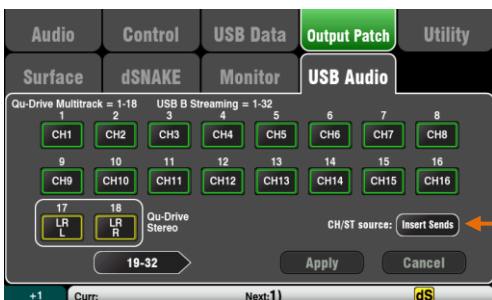 Audio Control USB Data Output Patch Utility
Surface dSNAKE Monitor USB Audio
Qu-Drive Multitrack = 1-18 USB B Streaming = 1-32
1 2 3 4 5 6 7 8
CH1 CH2 CH3 CH4 CH5 CH6 CH7 CH8
9 10 11 12 13 14 15 16
CH9 CH10 CH11 CH12 CH13 CH14 CH15 CH16
17 18
LR LR Qu-Drive
L R Stereo
CH/ST source: Insert Sends
19-32 Apply Cancel
+1 Curr: Next:1) dS